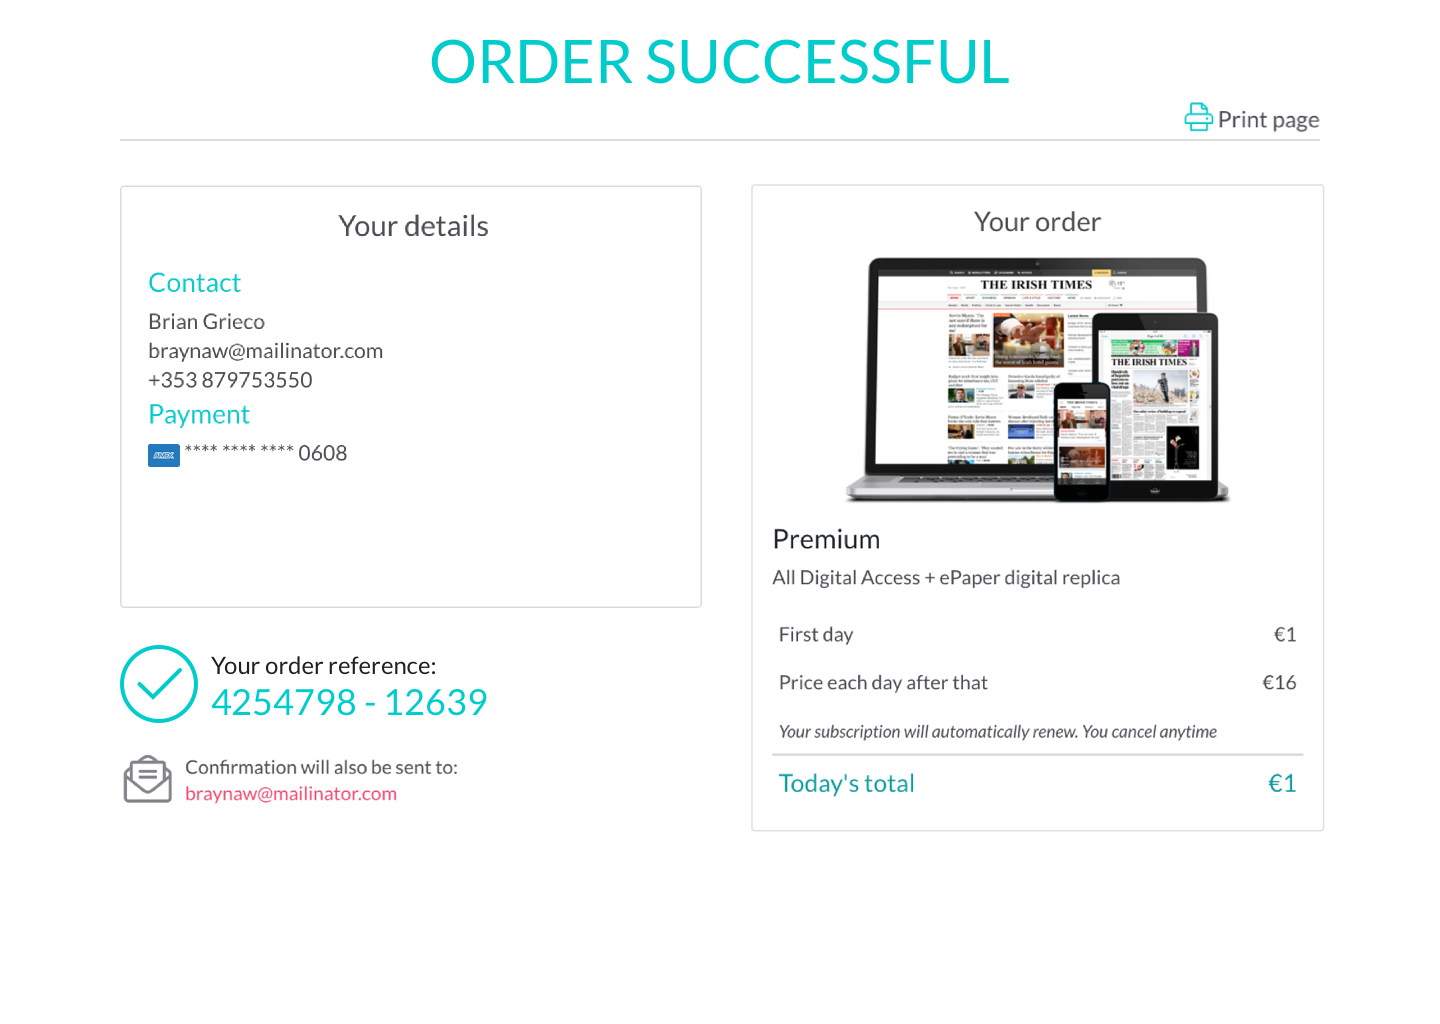 ORDER SUCCESSFUL
Print page
Your details
Contact
Brian Grieco
braynaw@mailinator.com
+353 879753550
Payment
AMEX **** **** **** 0608
Your order reference:
4254798 - 12639
Confirmation will also be sent to:
braynaw@mailinator.com
Your order
THE IRISH TIMES
THE IRISH TIMES
Premium
All Digital Access + ePaper digital replica
First day €1
Price each day after that €16
Your subscription will automatically renew. You cancel anytime
Today's total €1